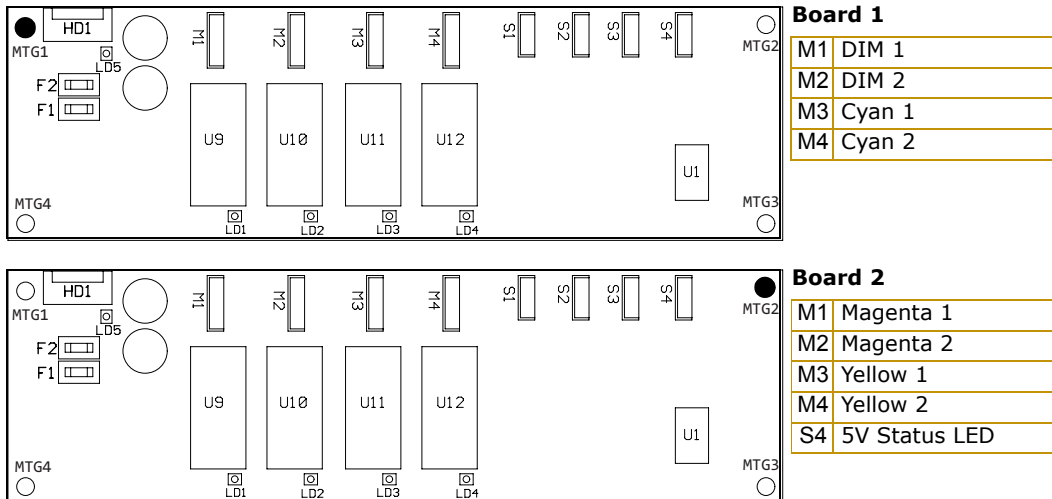 HD1
MTG1
LD5
F2
F1
M1
M2
M3
M4
S1
S2
S3
S4
MTG2
U9
U10
U11
U12
U1
MTG4
LD1
LD2
LD3
LD4
MTG3
Board 1
M1 DIM 1
M2 DIM 2
M3 Cyan 1
M4 Cyan 2
HD1
MTG1
LD5
F2
F1
M1
M2
M3
M4
S1
S2
S3
S4
MTG2
U9
U10
U11
U12
U1
MTG4
LD1
LD2
LD3
LD4
MTG3
Board 2
M1 Magenta 1
M2 Magenta 2
M3 Yellow 1
M4 Yellow 2
S4 5V Status LED